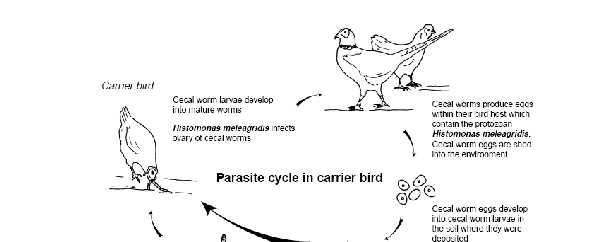 Carrier bird
Cecal worm larvae develop
into mature worms
Histomonas meleagridis infects
ovary of cecal worms
Cecal worms produce eggs
within their bird host which
contain the protozoan
Histomonas meleagridis.
Cecal worm eggs are shed
into the environment
Parasite cycle in carrier bird
Cecal worm eggs develop
into cecal worm larvae in
the soil where they were
deposited